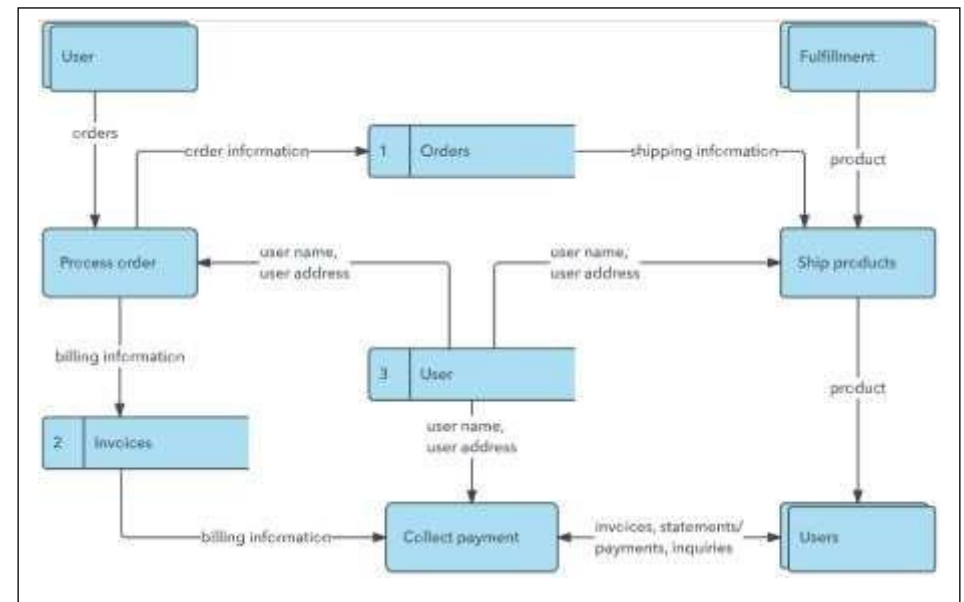 User
Fulfillment
orders
order information
1 Orders
shipping information
product
Process order
user name,
user address
user name,
user address
Ship products
billing information
3 User
product
user name,
user address
2 Invoices
billing information
Collect payment
invoices, statements/
payments, inquiries
Users